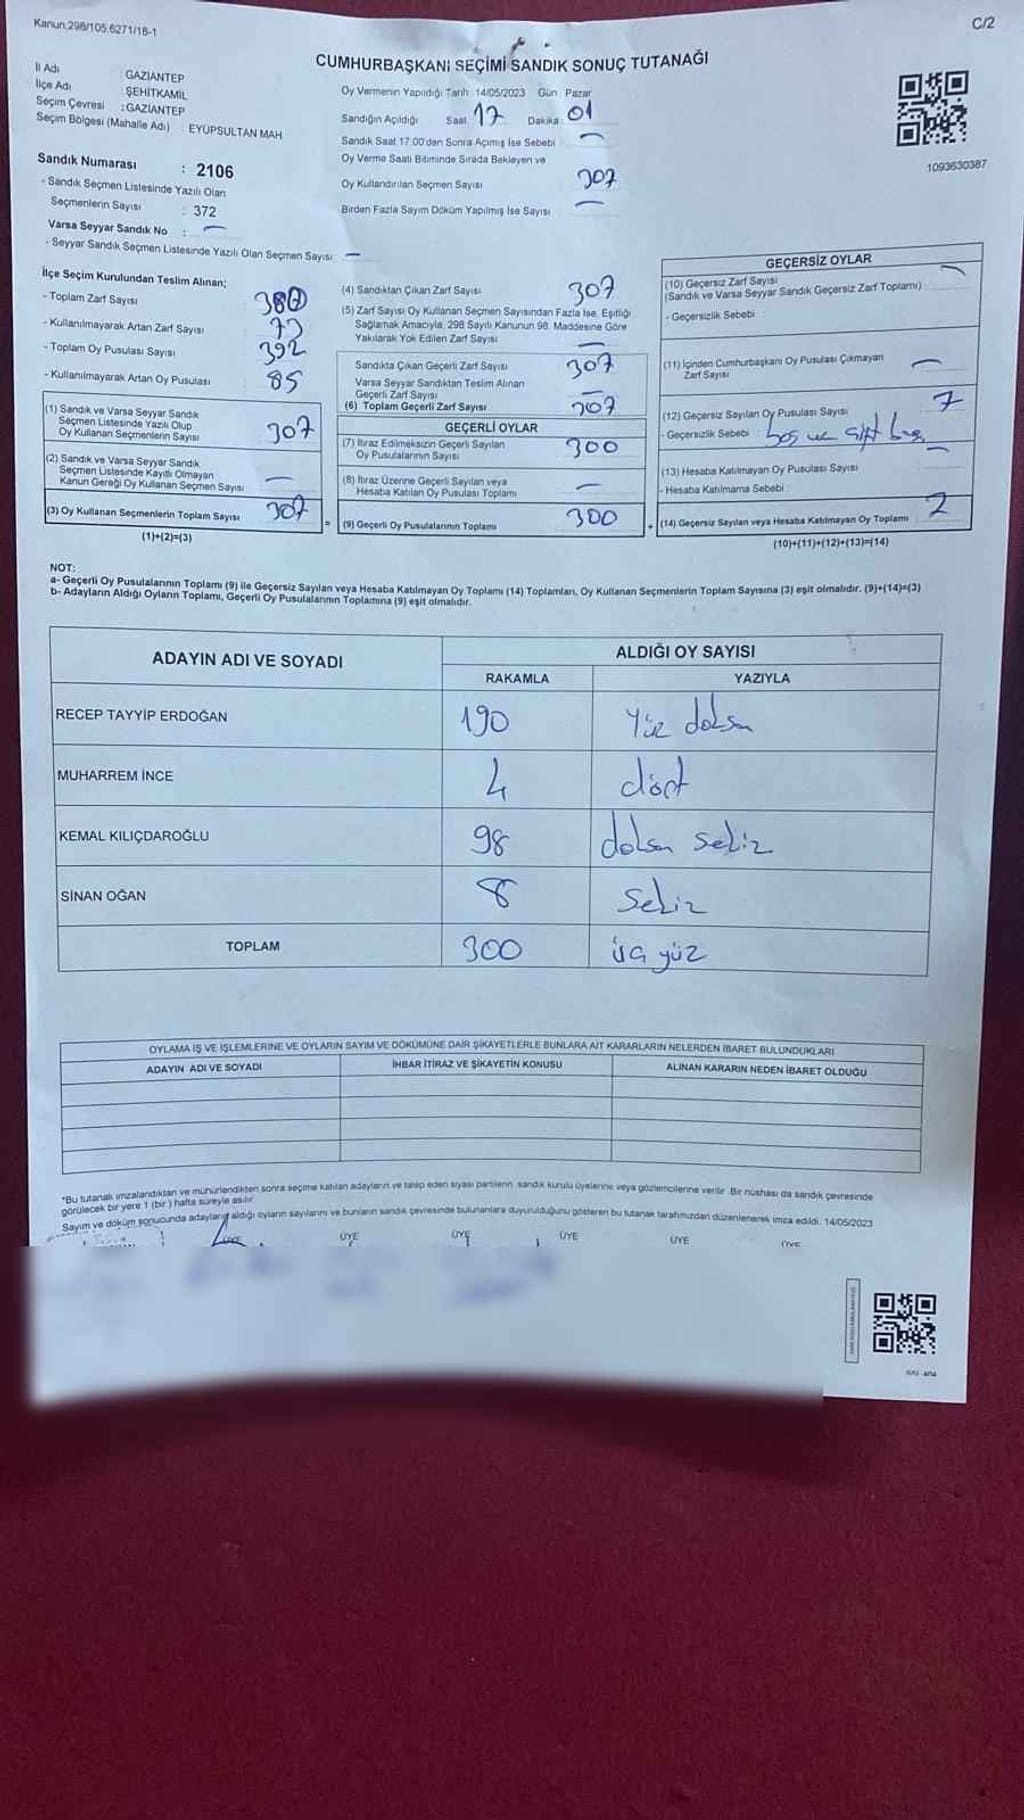 Kanun;298/105;6271/18-1
C/2
CUMHURBAŞKANI SEÇİMİ SANDIK SONUÇ TUTANAĞI
İl Adı : GAZİANTEP
İlçe Adı : ŞEHİTKAMİL
Seçim Çevresi : GAZİANTEP
Seçim Bölgesi (Mahalle Adı) : EYÜPSULTAN MAH
Sandık Numarası : 2106
- Sandık Seçmen Listesinde Yazılı Olan
Seçmenlerin Sayısı : 372
Varsa Seyyar Sandık No : —
- Seyyar Sandık Seçmen Listesinde Yazılı Olan Seçmen Sayısı: —
Oy Vermenin Yapıldığı Tarih : 14/05/2023 Gün : Pazar
Sandığın Açıldığı Saat 17 Dakika 01
Sandık Saat 17:00'den Sonra Açımış İse Sebebi —
Oy Verme Saati Bitiminde Sırada Bekleyen ve
Oy Kullandırılan Seçmen Sayısı 307
Birden Fazla Sayım Döküm Yapılmış İse Sayısı —
1093630387
İlçe Seçim Kurulundan Teslim Alınan;
- Toplam Zarf Sayısı 380
- Kullanılmayarak Artan Zarf Sayısı 73
- Toplam Oy Pusulası Sayısı 392
- Kullanılmayarak Artan Oy Pusulası 85
(1) Sandık ve Varsa Seyyar Sandık
Seçmen Listesinde Yazılı Olup
Oy Kullanan Seçmenlerin Sayısı 307
(2) Sandık ve Varsa Seyyar Sandık
Seçmen Listesinde Kayıtlı Olmayan
Kanun Gereği Oy Kullanan Seçmen Sayısı —
(3) Oy Kullanan Seçmenlerin Toplam Sayısı 307
(1)+(2)=(3)
(4) Sandıktan Çıkan Zarf Sayısı 307
(5) Zarf Sayısı Oy Kullanan Seçmen Sayısından Fazla İse, Eşitliği
Sağlamak Amacıyla, 298 Sayılı Kanunun 98. Maddesine Göre
Yakılarak Yok Edilen Zarf Sayısı —
Sandıkta Çıkan Geçerli Zarf Sayısı 307
Varsa Seyyar Sandıktan Teslim Alınan
Geçerli Zarf Sayısı —
(6) Toplam Geçerli Zarf Sayısı 307
GEÇERLİ OYLAR
(7) İtiraz Edilmeksizin Geçerli Sayılan
Oy Pusulalarının Sayısı 300
(8) İtiraz Üzerine Geçerli Sayılan veya
Hesaba Katılan Oy Pusulası Toplamı —
(9) Geçerli Oy Pusulalarının Toplamı 300
GEÇERSİZ OYLAR
(10) Geçersiz Zarf Sayısı —
(Sandık ve Varsa Seyyar Sandık Geçersiz Zarf Toplamı) :
- Geçersizlik Sebebi :
(11) İçinden Cumhurbaşkanı Oy Pusulası Çıkmayan
Zarf Sayısı —
(12) Geçersiz Sayılan Oy Pusulası Sayısı 7
- Geçersizlik Sebebi : boş ve çift
(13) Hesaba Katılmayan Oy Pusulası Sayısı —
- Hesaba Katılmama Sebebi :
(14) Geçersiz Sayılan veya Hesaba Katılmayan Oy Toplamı 7
(10)+(11)+(12)+(13)=(14)
NOT:
a- Geçerli Oy Pusulalarının Toplamı (9) ile Geçersiz Sayılan veya Hesaba Katılmayan Oy Toplamı (14) Toplamları, Oy Kullanan Seçmenlerin Toplam Sayısına (3) eşit olmalıdır. (9)+(14)=(3)
b- Adayların Aldığı Oyların Toplamı, Geçerli Oy Pusulalarının Toplamına (9) eşit olmalıdır.
ADAYIN ADI VE SOYADI ALDIĞI OY SAYISI
RAKAMLA YAZIYLA
RECEP TAYYİP ERDOĞAN 190 Yüz doksan
MUHARREM İNCE 4 dört
KEMAL KILIÇDAROĞLU 98 doksan sekiz
SİNAN OĞAN 8 Sekiz
TOPLAM 300 üç yüz
OYLAMA İŞ VE İŞLEMLERİNE VE OYLARIN SAYIM VE DÖKÜMÜNE DAİR ŞİKAYETLERLE BUNLARA AİT KARARLARIN NELERDEN İBARET BULUNDUKLARI
ADAYIN ADI VE SOYADI İHBAR İTİRAZ VE ŞİKAYETİN KONUSU ALINAN KARARIN NEDEN İBARET OLDUĞU
*Bu tutanak imzalandıktan ve mühürlendikten sonra seçime katılan adayların ve talep eden siyasi partilerin sandık kurulu üyelerine veya gözlemcilerine verilir. Bir nüshası da sandık çevresinde
görülecek bir yere 1 (bir) hafta süreyle asılır.
Sayım ve döküm sonucunda adayların aldığı oyların sayılarını ve bunların sandık çevresinde bulunanlara duyurulduğunu gösteren bu tutanak tarafımızdan düzenlenerek imza edildi. 14/05/2023
ÜYE ÜYE ÜYE ÜYE ÜYE